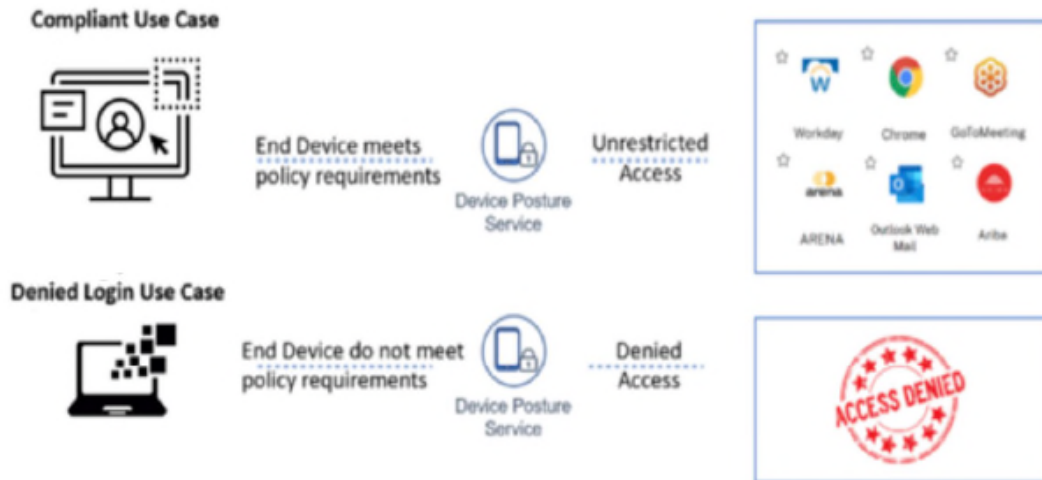 Compliant Use Case
End Device meets
policy requirements
Device Posture
Service
Unrestricted
Access
W
Workday
Chrome
GoToMeeting
arena
ARENA
Outlook Web
Mail
Ariba
Denied Login Use Case
End Device do not meet
policy requirements
Device Posture
Service
Denied
Access
ACCESS DENIED